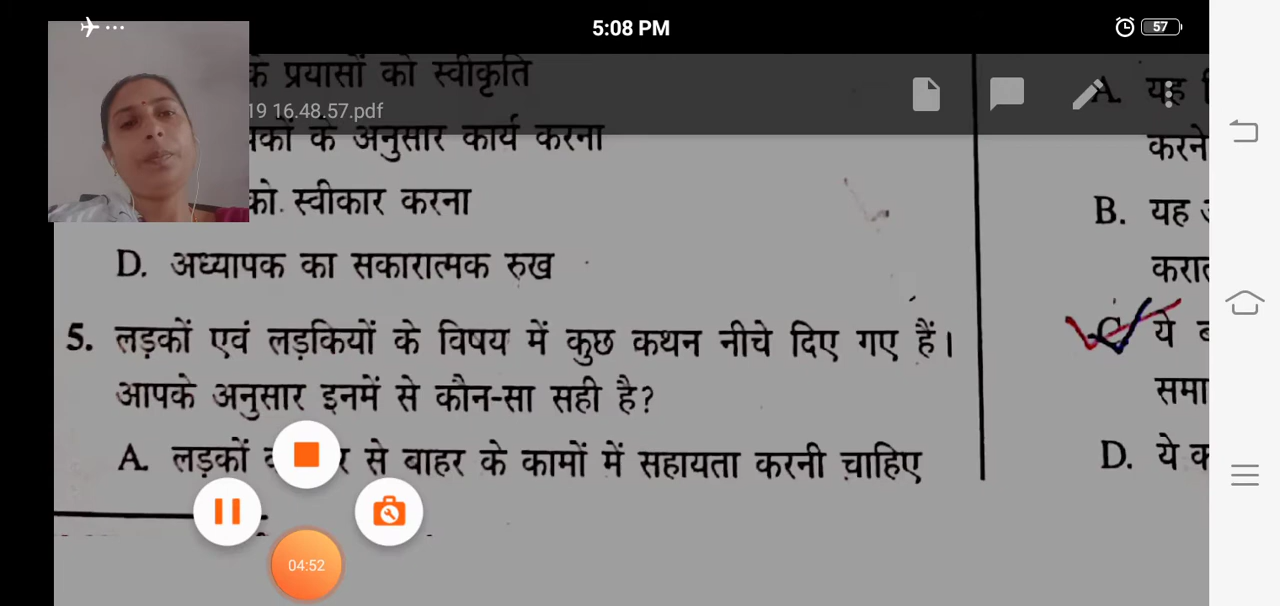 5:08 PM
57
के प्रयासों को स्वीकृति
19 16.48.57.pdf
के अनुसार कार्य करना
को स्वीकार करना
D. अध्यापक का सकारात्मक रुख
5. लड़कों एवं लड़कियों के विषय में कुछ कथन नीचे दिए गए हैं।
आपके अनुसार इनमें से कौन-सा सही है?
A. लड़कों से बाहर के कामों में सहायता करनी चाहिए
04:52
A. यह
करने
B. यह
C. ये
समा
D. ये